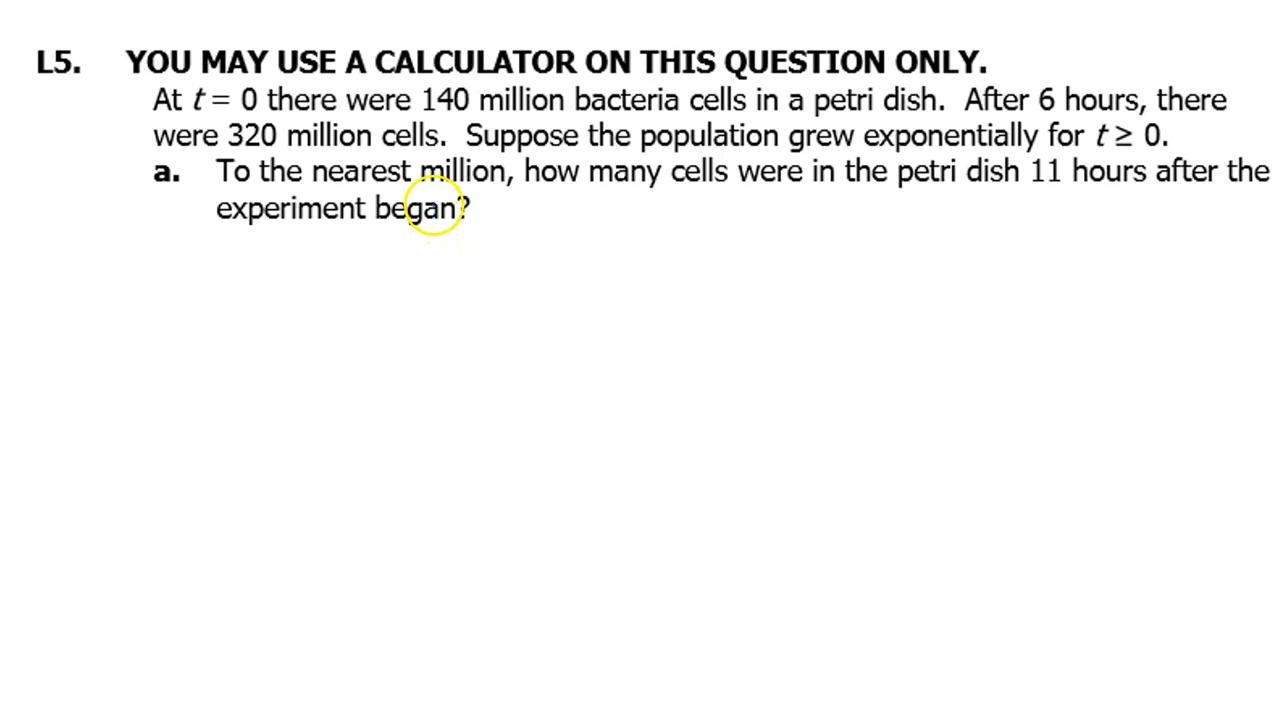 L5. YOU MAY USE A CALCULATOR ON THIS QUESTION ONLY.
At t = 0 there were 140 million bacteria cells in a petri dish. After 6 hours, there
were 320 million cells. Suppose the population grew exponentially for t ≥ 0.
a. To the nearest million, how many cells were in the petri dish 11 hours after the
experiment began?